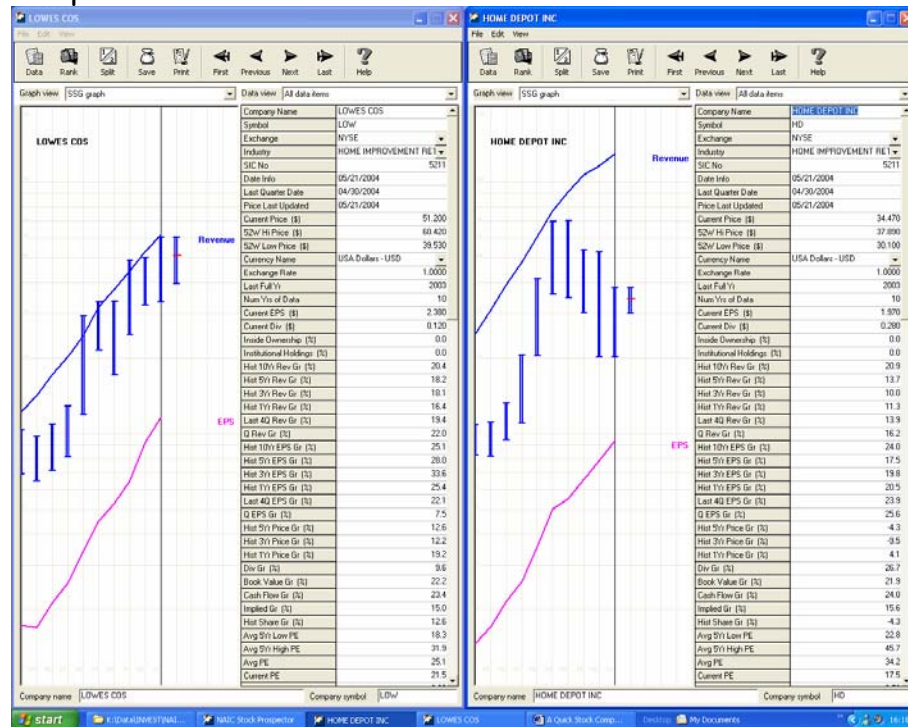 LOWES COS
File Edit View
Data Rank Split Save Print First Previous Next Last Help
Graph view SSG graph Data view All data items
LOWES COS
Revenue
EPS
Company Name LOWES COS
Symbol LOW
Exchange NYSE
Industry HOME IMPROVEMENT RET
SIC No 5211
Date Info 05/21/2004
Last Quarter Date 04/30/2004
Price Last Updated 05/21/2004
Current Price ($) 51.200
52W Hi Price ($) 60.420
52W Low Price ($) 39.530
Currency Name USA Dollars - USD
Exchange Rate 1.0000
Last Full Yr 2003
Num Yrs of Data 10
Current EPS ($) 2.300
Current Div ($) 0.120
Inside Ownership (%) 0.0
Institutional Holdings (%) 0.0
Hist 10Yr Rev Gr (%) 20.4
Hist 5Yr Rev Gr (%) 18.2
Hist 3Yr Rev Gr (%) 18.1
Hist 1Yr Rev Gr (%) 16.4
Last 4Q Rev Gr (%) 19.4
Q Rev Gr (%) 22.0
Hist 10Yr EPS Gr (%) 25.1
Hist 5Yr EPS Gr (%) 28.0
Hist 3Yr EPS Gr (%) 33.6
Hist 1Yr EPS Gr (%) 25.4
Last 4Q EPS Gr (%) 22.1
Q EPS Gr (%) 7.5
Hist 5Yr Price Gr (%) 12.6
Hist 3Yr Price Gr (%) 12.2
Hist 1Yr Price Gr (%) 19.2
Div Gr (%) 9.6
Book Value Gr (%) 22.2
Cash Flow Gr (%) 23.4
Implied Gr (%) 15.0
Hist Share Gr (%) 12.6
Avg 5Yr Low PE 18.3
Avg 5Yr High PE 31.9
Avg PE 25.1
Current PE 21.5
Company name LOWES COS Company symbol LOW
HOME DEPOT INC
File Edit View
Data Rank Split Save Print First Previous Next Last Help
Graph view SSG graph Data view All data items
HOME DEPOT INC
Revenue
EPS
Company Name HOME DEPOT INC
Symbol HD
Exchange NYSE
Industry HOME IMPROVEMENT RET
SIC No 5211
Date Info 05/21/2004
Last Quarter Date 04/30/2004
Price Last Updated 05/21/2004
Current Price ($) 34.470
52W Hi Price ($) 37.890
52W Low Price ($) 30.100
Currency Name USA Dollars - USD
Exchange Rate 1.0000
Last Full Yr 2003
Num Yrs of Data 10
Current EPS ($) 1.970
Current Div ($) 0.280
Inside Ownership (%) 0.0
Institutional Holdings (%) 0.0
Hist 10Yr Rev Gr (%) 20.9
Hist 5Yr Rev Gr (%) 13.7
Hist 3Yr Rev Gr (%) 10.0
Hist 1Yr Rev Gr (%) 11.3
Last 4Q Rev Gr (%) 13.9
Q Rev Gr (%) 16.2
Hist 10Yr EPS Gr (%) 24.0
Hist 5Yr EPS Gr (%) 17.5
Hist 3Yr EPS Gr (%) 19.8
Hist 1Yr EPS Gr (%) 20.5
Last 4Q EPS Gr (%) 23.9
Q EPS Gr (%) 25.6
Hist 5Yr Price Gr (%) -4.3
Hist 3Yr Price Gr (%) -9.5
Hist 1Yr Price Gr (%) 4.1
Div Gr (%) 26.7
Book Value Gr (%) 21.9
Cash Flow Gr (%) 24.0
Implied Gr (%) 15.6
Hist Share Gr (%) -4.3
Avg 5Yr Low PE 22.8
Avg 5Yr High PE 45.7
Avg PE 34.2
Current PE 17.5
Company name HOME DEPOT INC Company symbol HD
start K:\Data\INVEST\NAI... NAIC Stock Prospector HOME DEPOT INC LOWES COS A Quick Stock Comp... Desktop My Documents